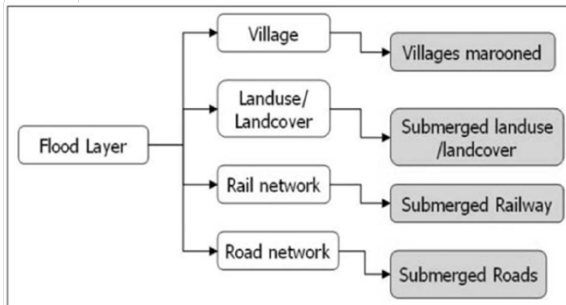 Flood Layer
Village
Villages marooned
Landuse/
Landcover
Submerged landuse
/landcover
Rail network
Submerged Railway
Road network
Submerged Roads